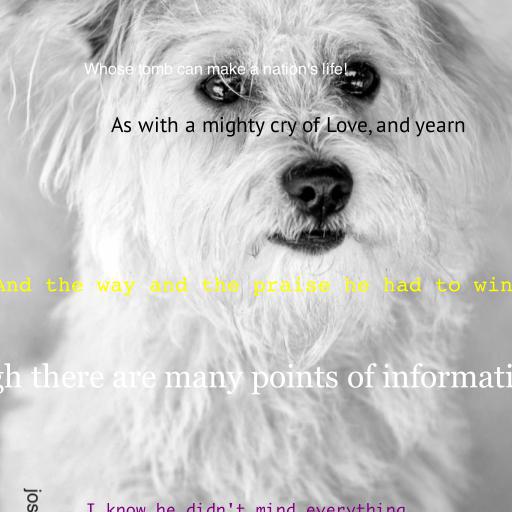 Whose tomb can make a nation's life!
As with a mighty cry of Love, and yearn
And the way and the praise he had to win
gh there are many points of informati
I know he didn't mind everything
jos